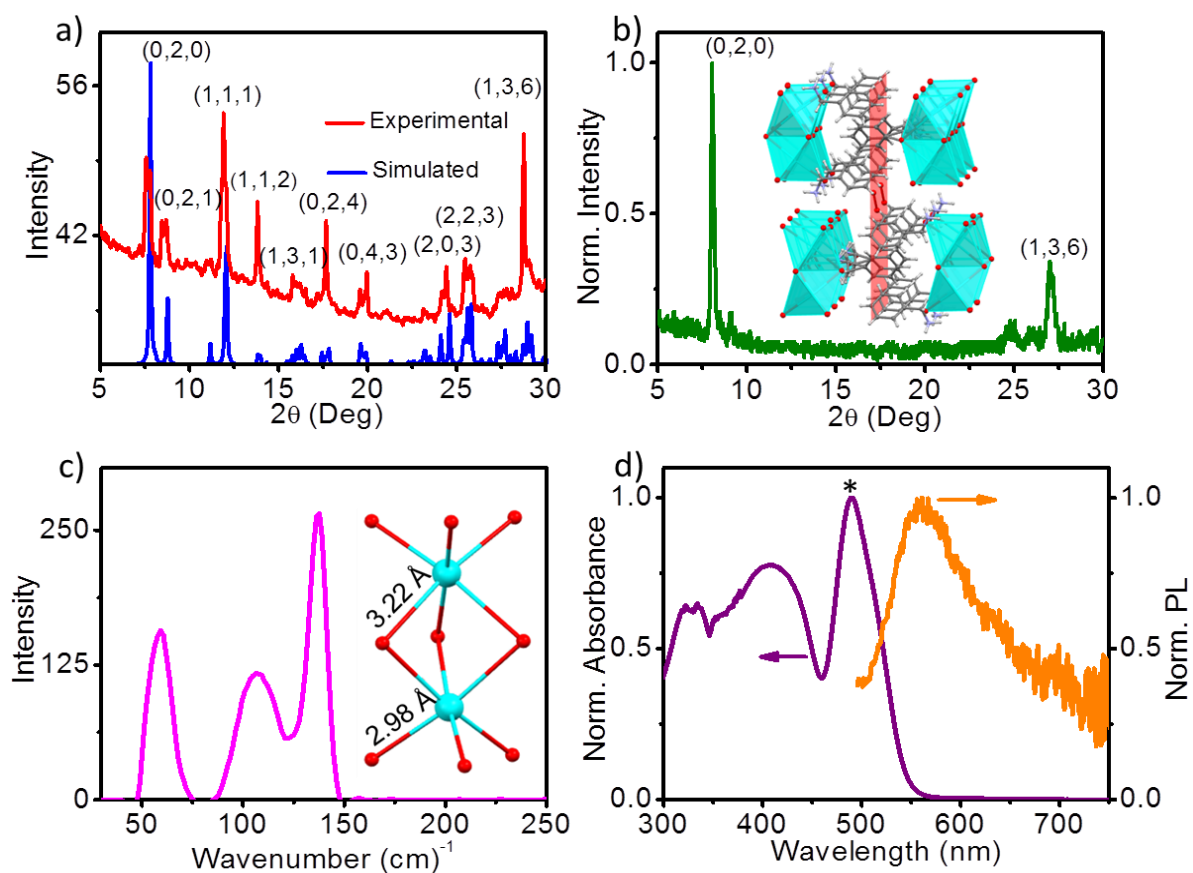 a)
(0,2,0)
56
(1,1,1)
(1,3,6)
Experimental
Simulated
(0,2,1)
(1,1,2)
(2,2,3)
42
(1,3,1)
(0,4,3)
(2,0,3)
(0,2,4)
Intensity
5 10 15 20 25 30
2θ (Deg)
b)
(0,2,0)
1.0
0.5
(1,3,6)
0.0
Norm. Intensity
5 10 15 20 25 30
2θ (Deg)
c)
250
125
0
Intensity
3.22 Å
2.98 Å
50 100 150 200 250
Wavenumber (cm)⁻¹
d)
*
1.0
0.5
0.0
Norm. Absorbance
1.0
0.5
0.0
Norm. PL
300 400 500 600 700
Wavelength (nm)